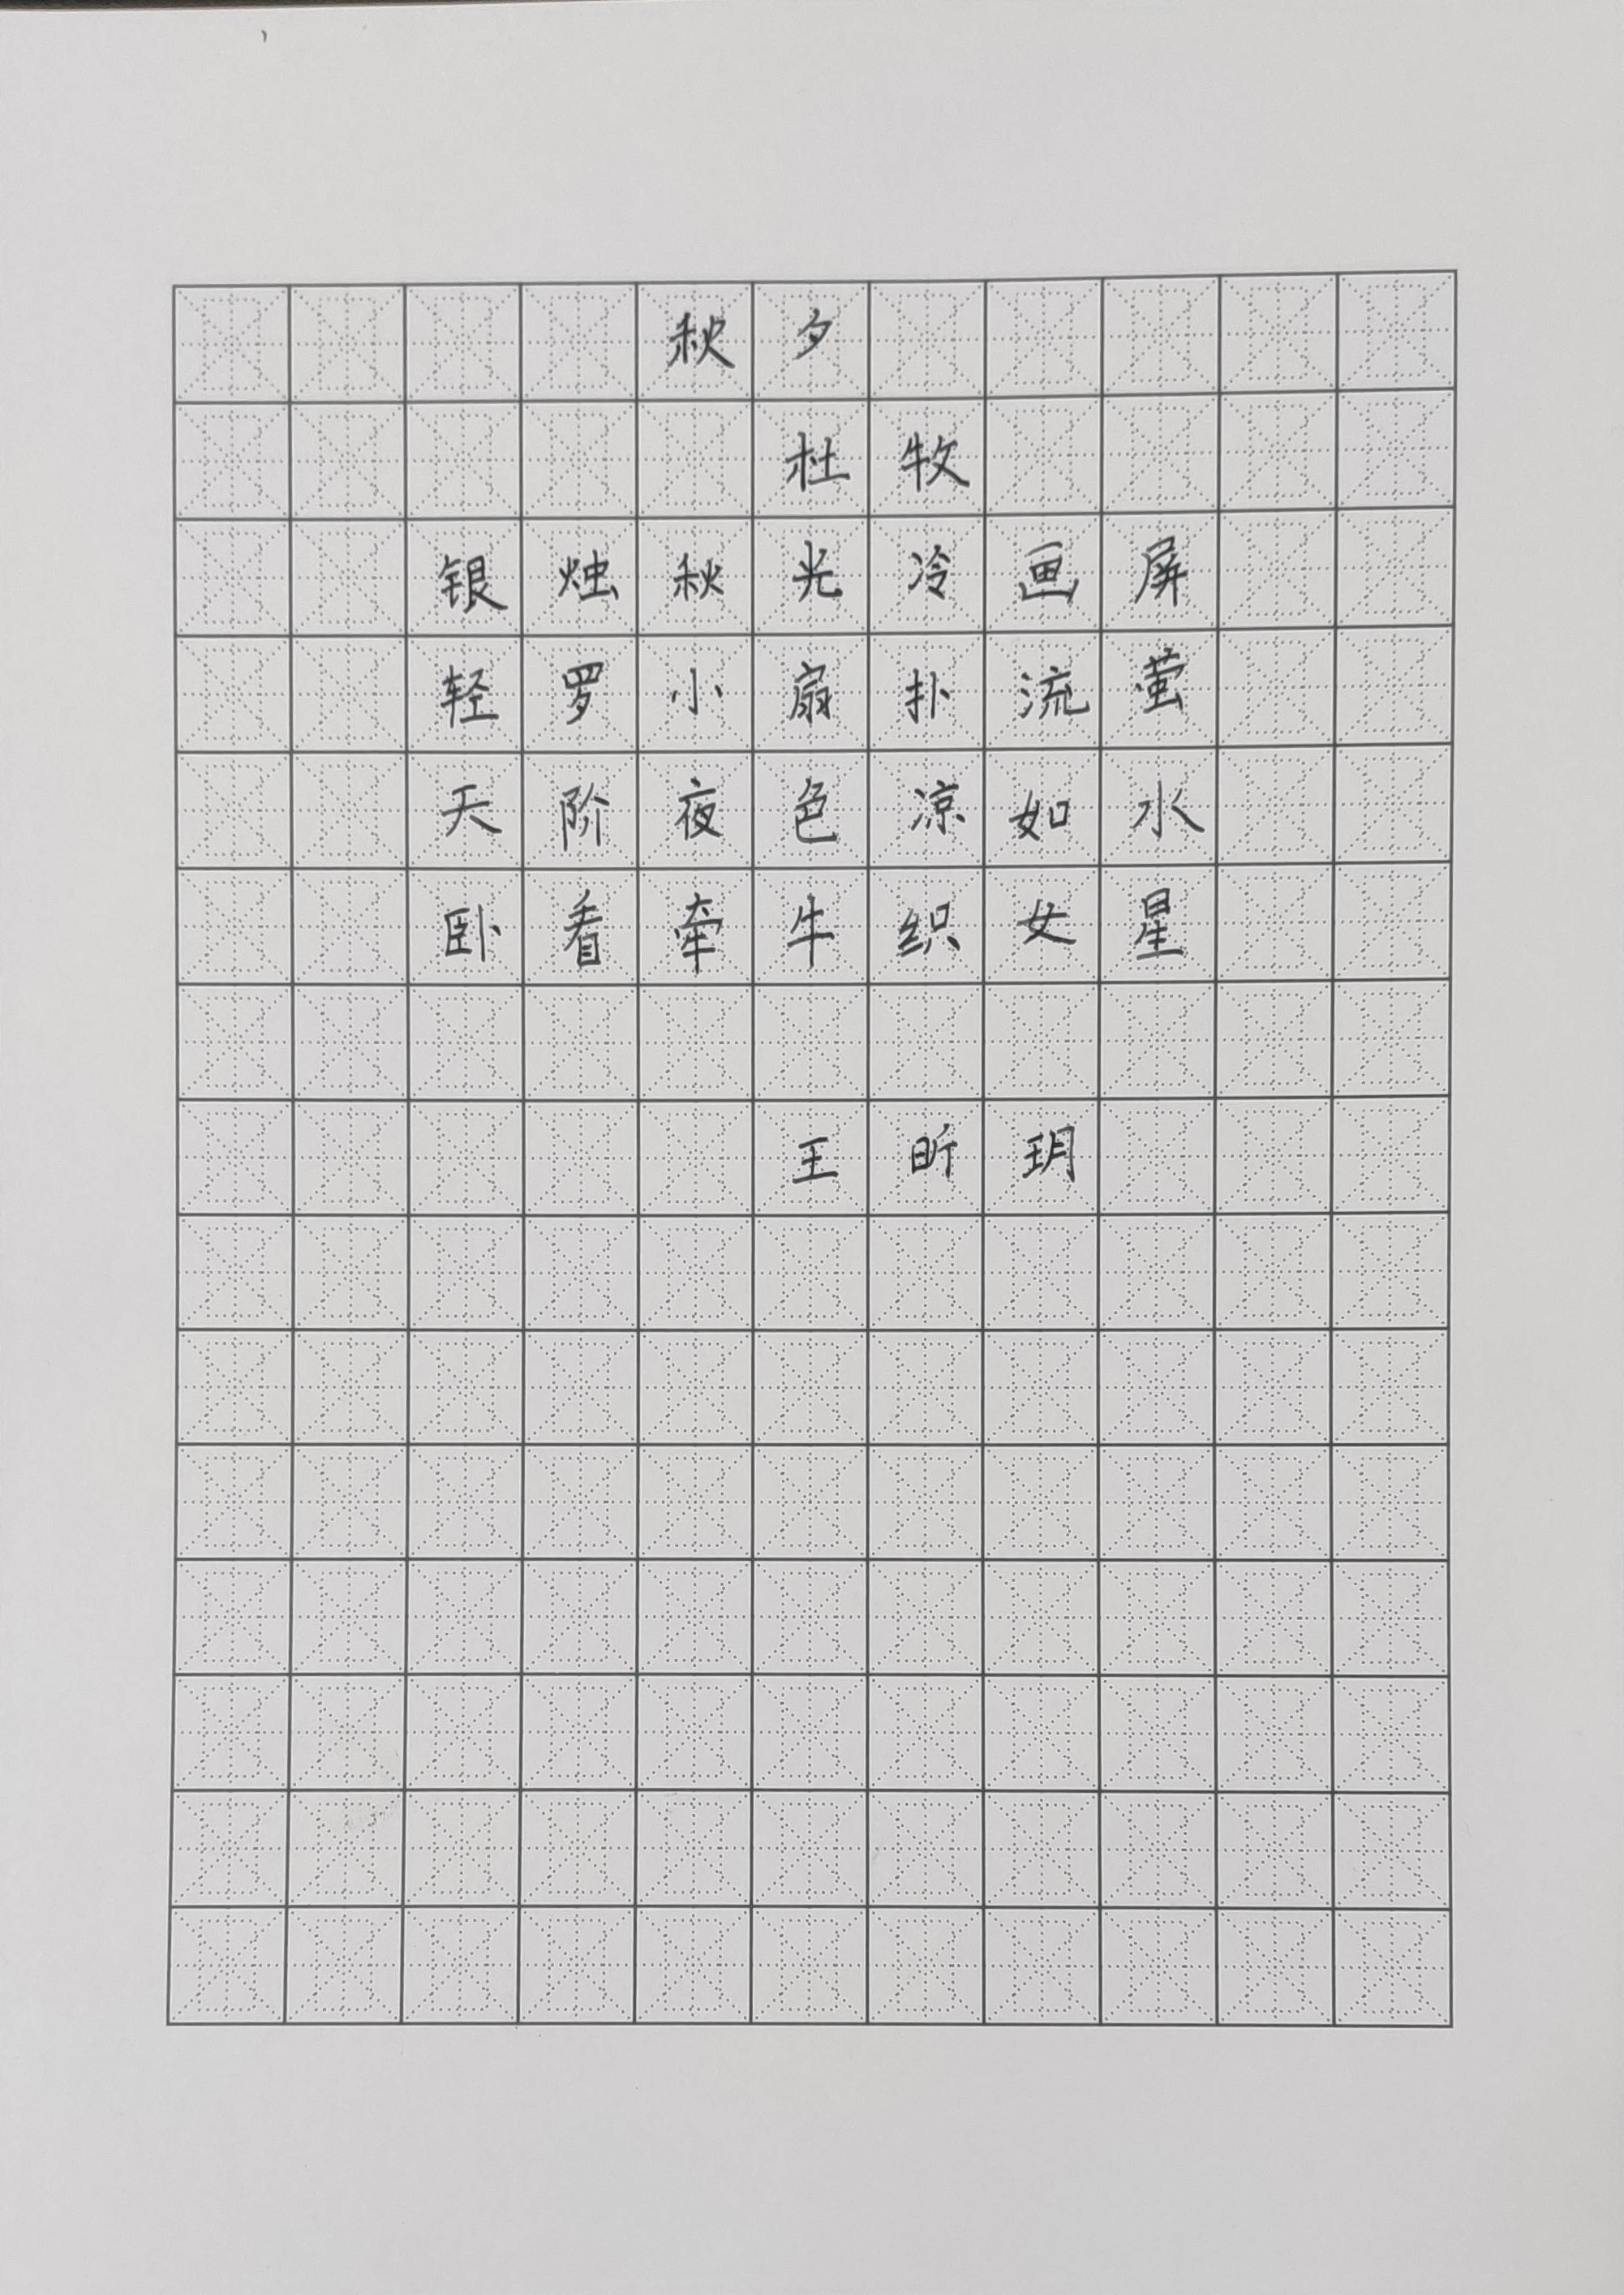 秋夕
杜牧
银烛秋光冷画屏
轻罗小扇扑流萤
天阶夜色凉如水
卧看牵牛织女星
王昕玥